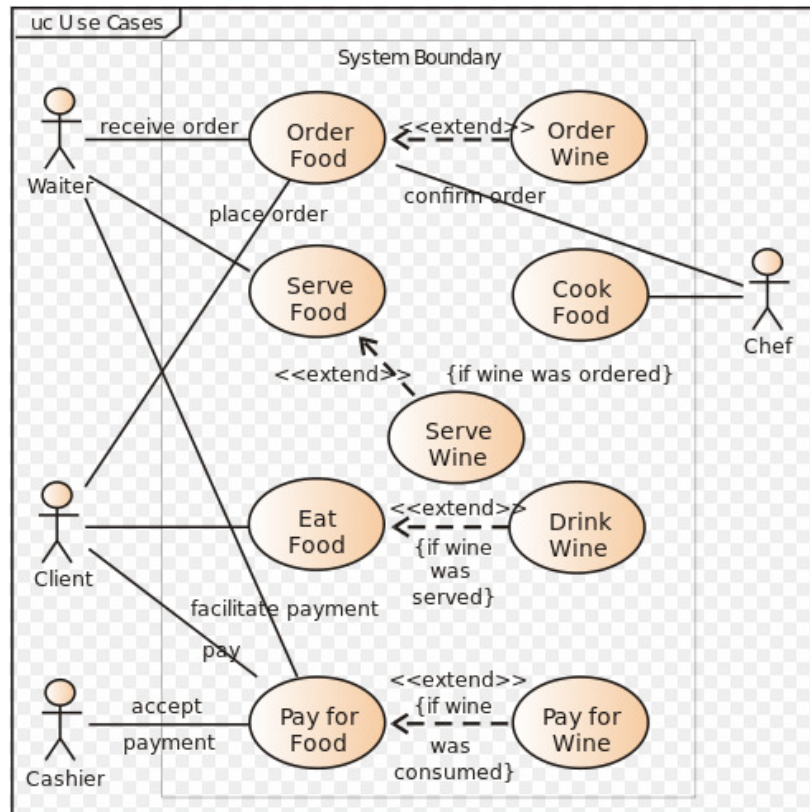 uc Use Cases
System Boundary
receive order
Order
Food
<<extend>>
Order
Wine
Waiter
place order
confirm order
Serve
Food
Cook
Food
Chef
<<extend>>
{if wine was ordered}
Serve
Wine
Eat
Food
<<extend>>
{if wine
was
served}
Drink
Wine
Client
facilitate payment
pay
accept
payment
Pay for
Food
<<extend>>
{if wine
was
consumed}
Pay for
Wine
Cashier